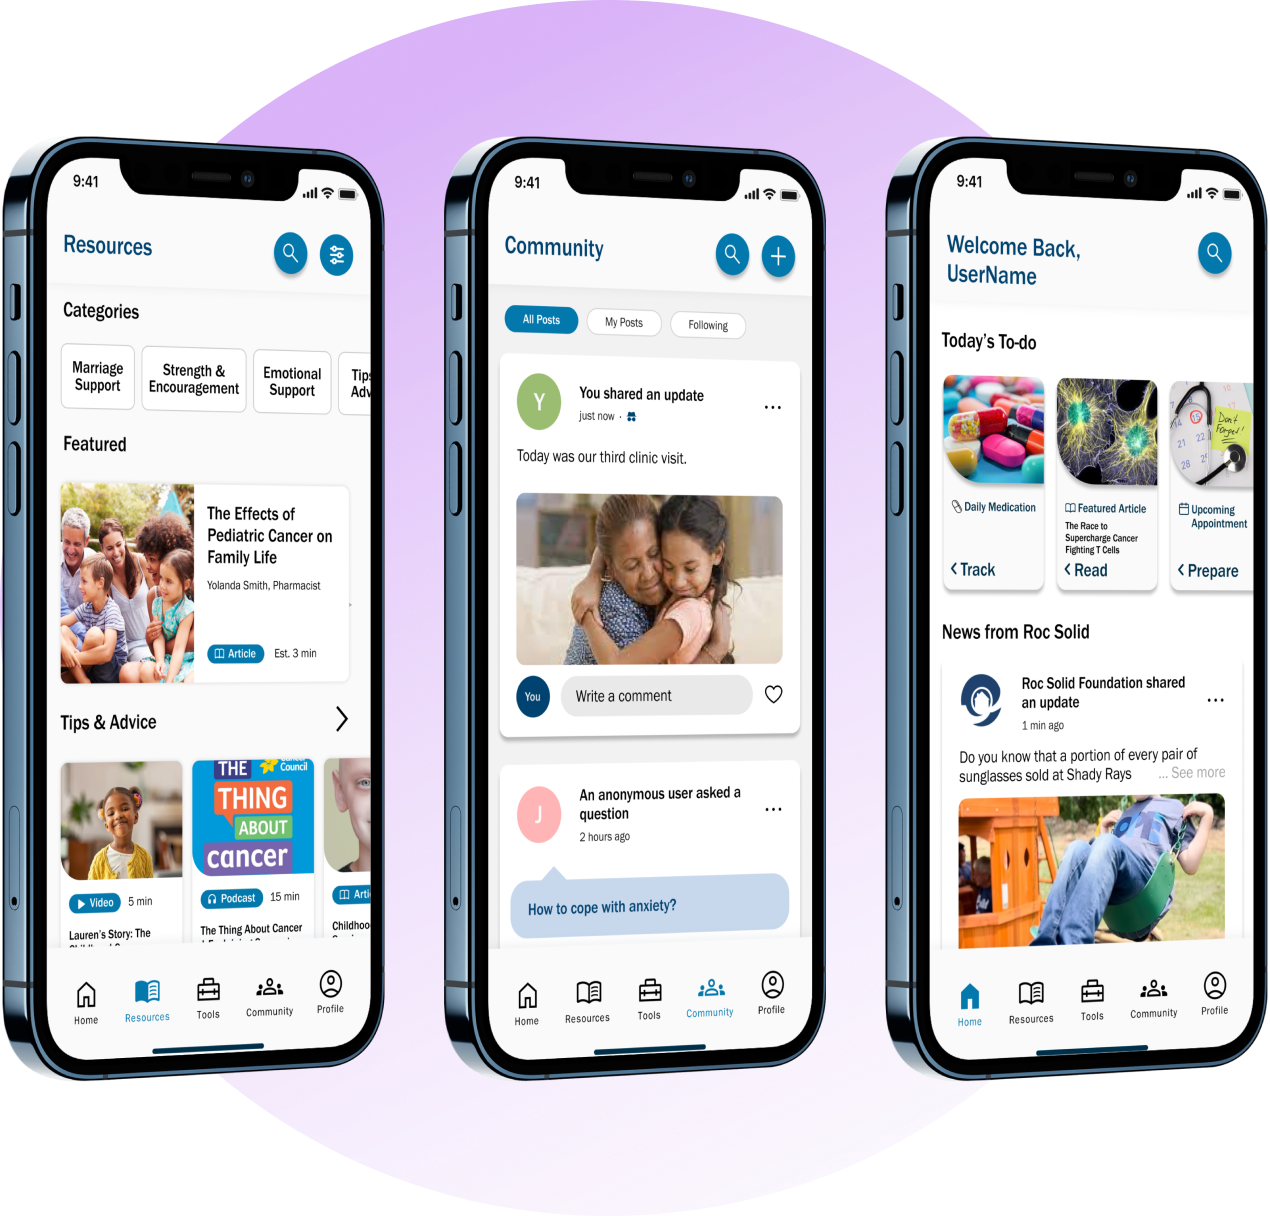 9:41
Resources
Categories
Marriage
Support
Strength &
Encouragement
Emotional
Support
Tips
Adv
Featured
The Effects of
Pediatric Cancer on
Family Life
Yolanda Smith, Pharmacist
Article Est. 3 min
Tips & Advice
THE
THING
ABOUT
cancer
Council
Video 5 min
Podcast 15 min
Arti
Lauren's Story: The
The Thing About Cancer
Childhoo
Home
Resources
Tools
Community
Profile
9:41
Community
All Posts
My Posts
Following
Y
You shared an update
just now ·
...
Today was our third clinic visit.
You
Write a comment
J
An anonymous user asked a
question
2 hours ago
...
How to cope with anxiety?
Home
Resources
Tools
Community
Profile
9:41
Welcome Back,
UserName
Today's To-do
14
15
21
22
28
10
17
Don't
Forget!
Daily Medication
< Track
Featured Article
The Race to
Supercharge Cancer
Fighting T Cells
< Read
Upcoming
Appointment
< Prepare
News from Roc Solid
Roc Solid Foundation shared
an update
1 min ago
...
Do you know that a portion of every pair of
sunglasses sold at Shady Rays ... See more
Home
Resources
Tools
Community
Profile